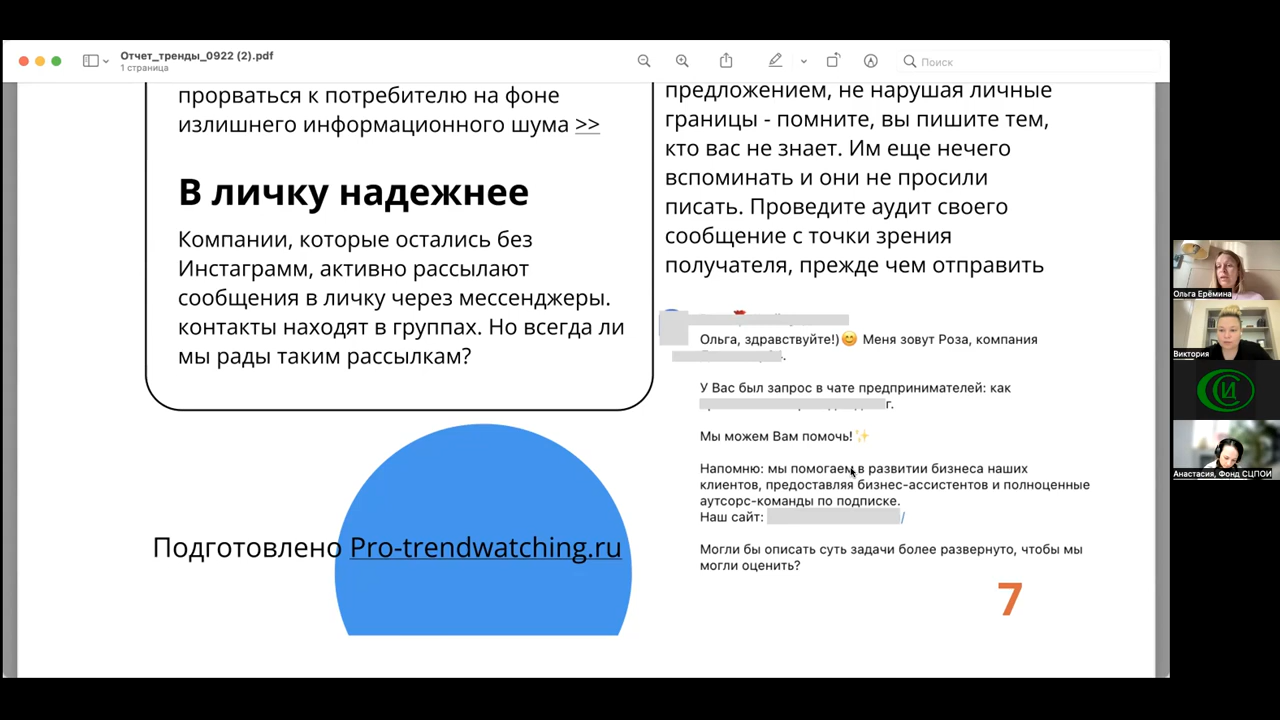 Отчет_тренды_0922 (2).pdf
1 страница
Поиск
прорваться к потребителю на фоне
излишнего информационного шума >>
В личку надежнее
Компании, которые остались без
Инстаграмм, активно рассылают
сообщения в личку через мессенджеры.
контакты находят в группах. Но всегда ли
мы рады таким рассылкам?
Подготовлено Pro-trendwatching.ru
предложением, не нарушая личные
границы - помните, вы пишите тем,
кто вас не знает. Им еще нечего
вспоминать и они не просили
писать. Проведите аудит своего
сообщение с точки зрения
получателя, прежде чем отправить
Ольга, здравствуйте!)😊 Меня зовут Роза, компания
У Вас был запрос в чате предпринимателей: как
г.
Мы можем Вам помочь!✨
Напомню: мы помогаем в развитии бизнеса наших
клиентов, предоставляя бизнес-ассистентов и полноценные
аутсорс-команды по подписке.
Наш сайт: /
Могли бы описать суть задачи более развернуто, чтобы мы
могли оценить?
7
Ольга Ерёмина
Виктория
Анастасия, Фонд СЦПОИ